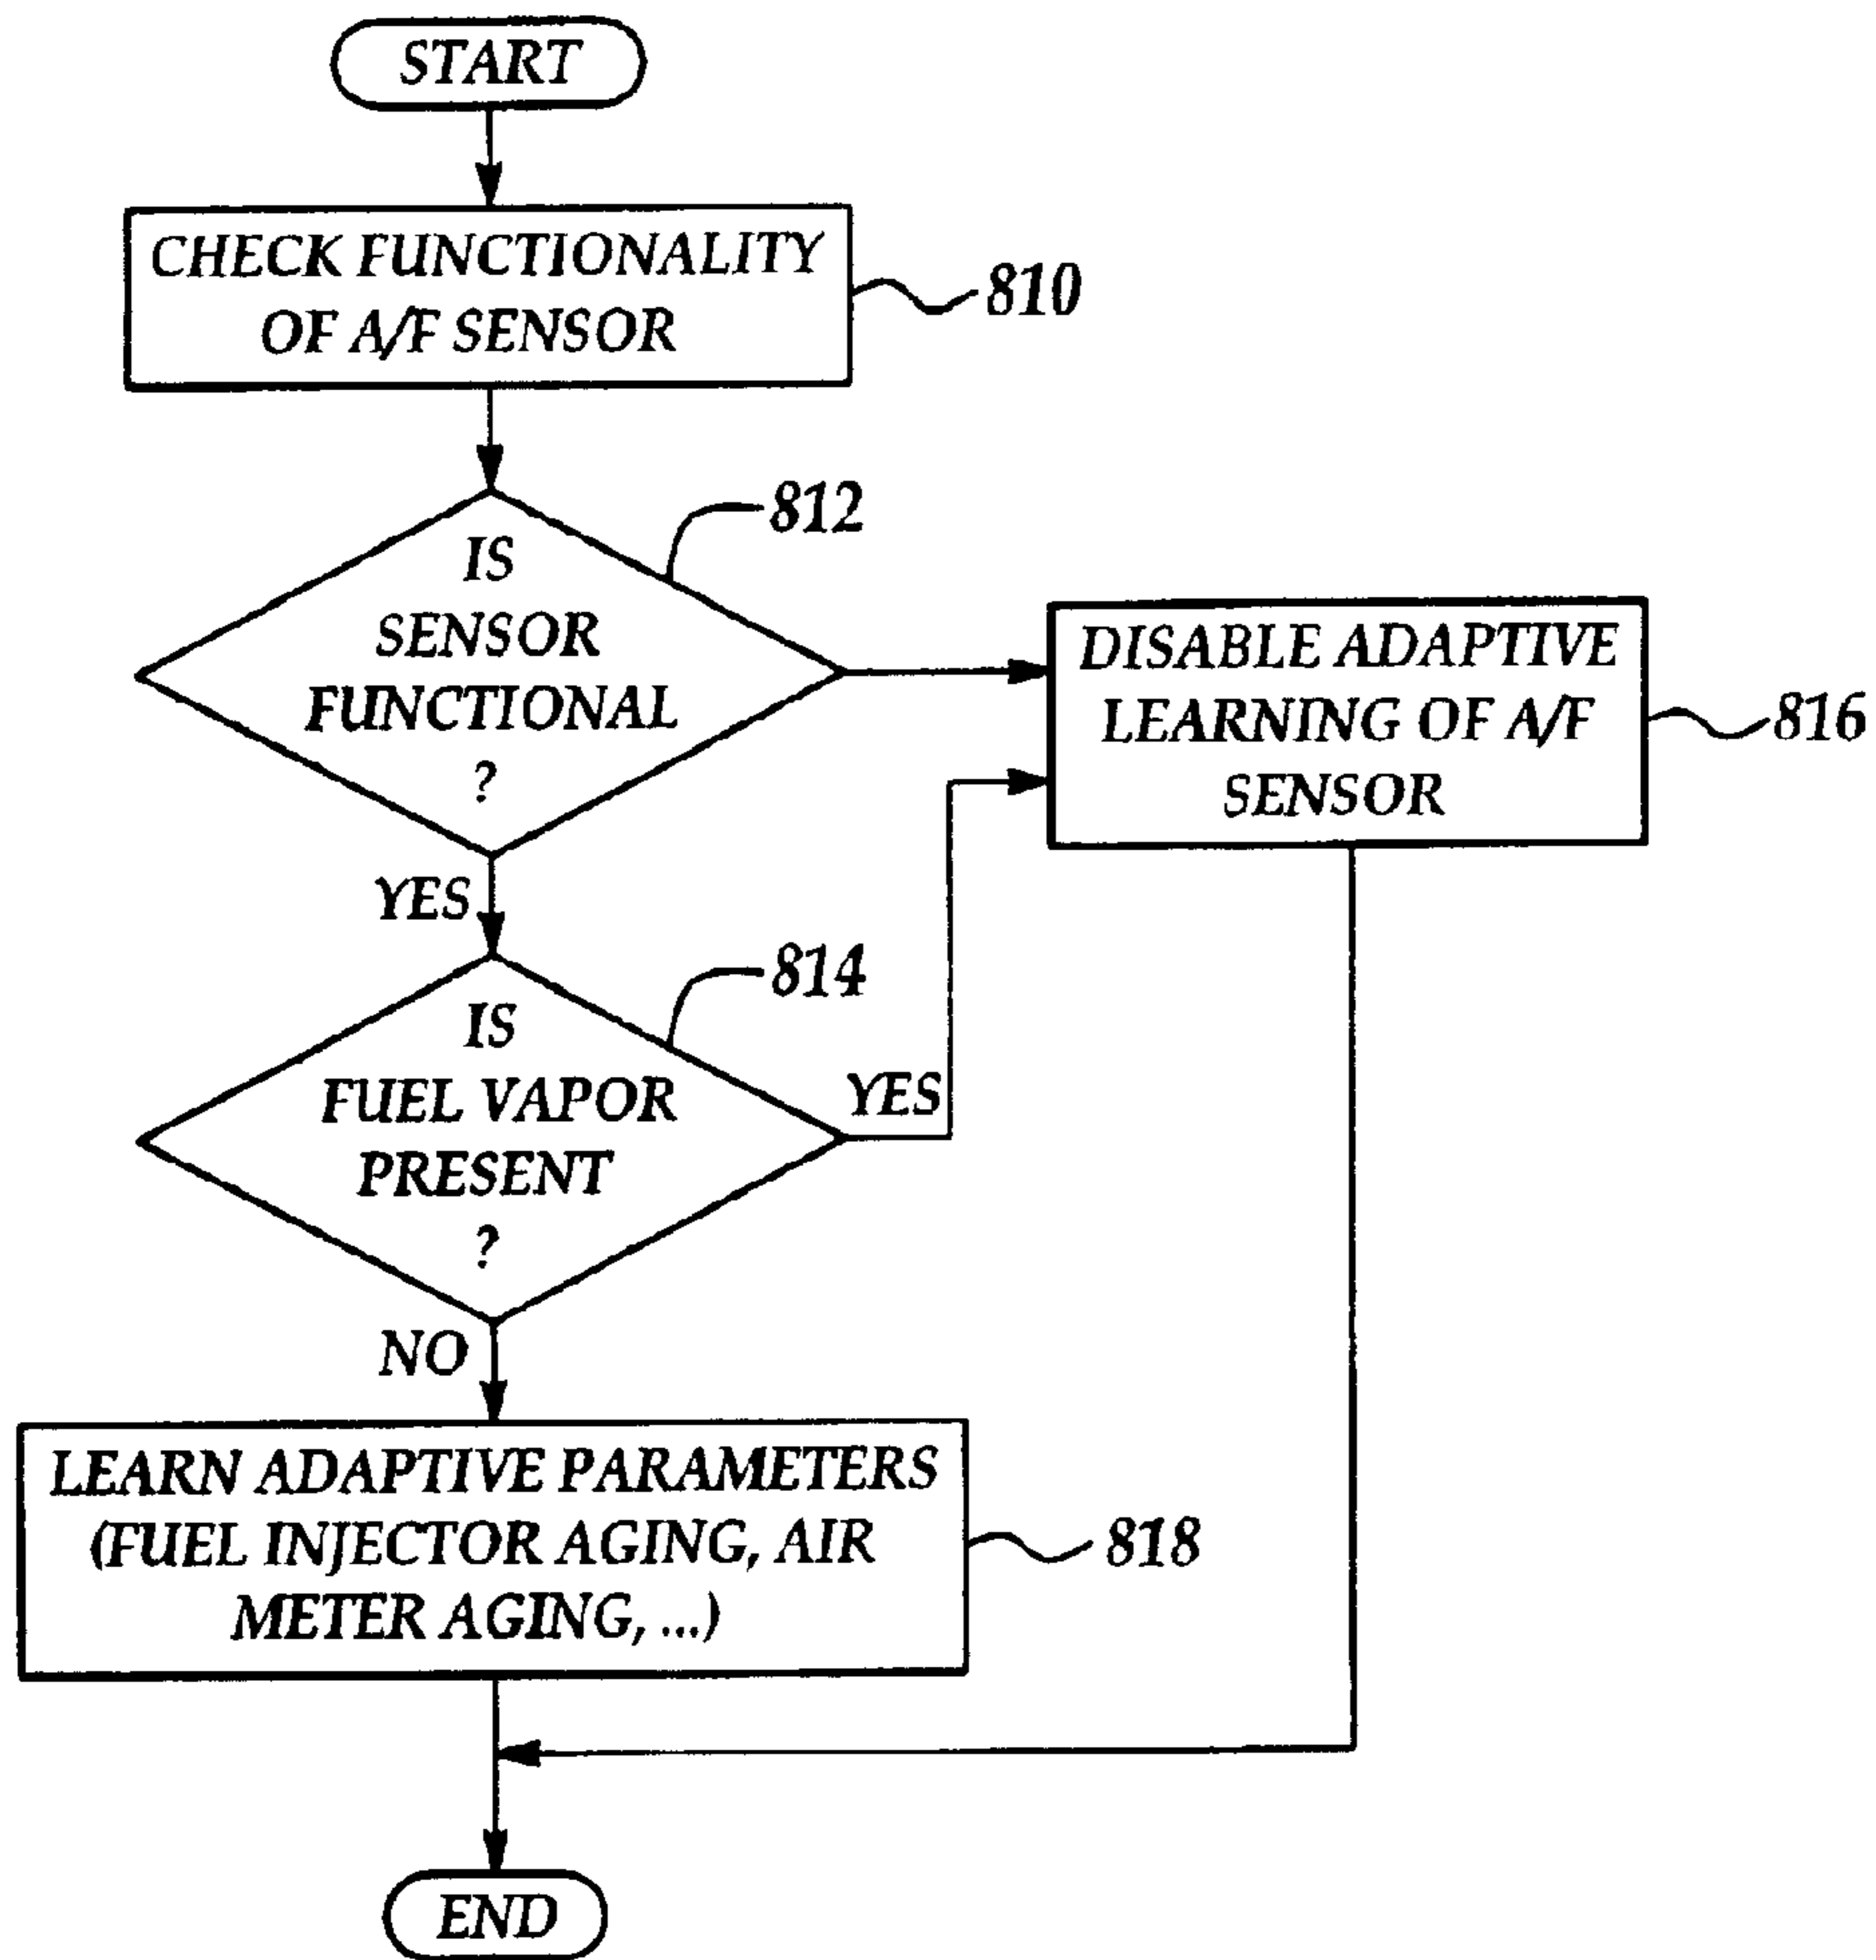 START
CHECK FUNCTIONALITY
OF A/F SENSOR
810
812
IS
SENSOR
FUNCTIONAL
?
DISABLE ADAPTIVE
LEARNING OF A/F
SENSOR
816
YES
814
IS
FUEL VAPOR
PRESENT
?
YES
NO
LEARN ADAPTIVE PARAMETERS
(FUEL INJECTOR AGING, AIR
METER AGING, ...)
818
END